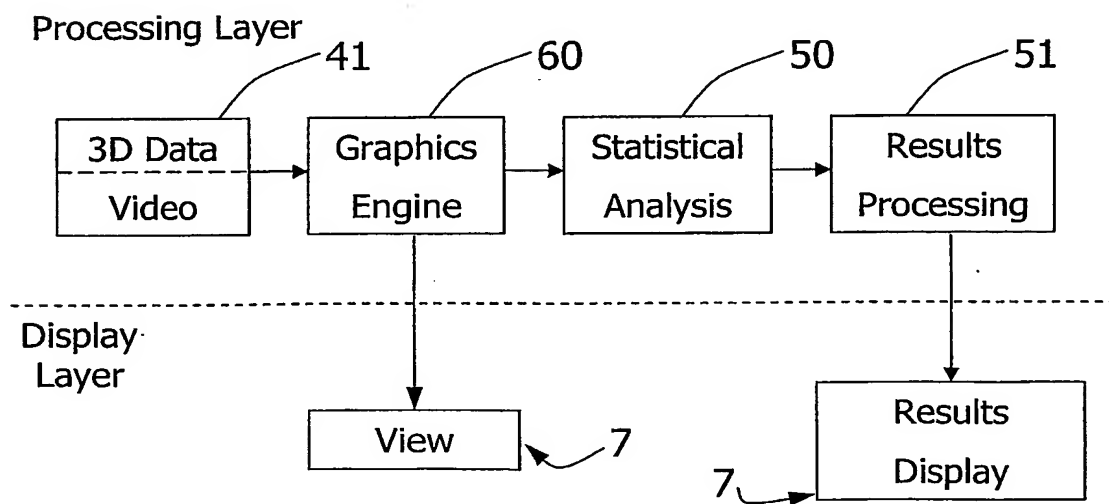 Processing Layer
41
60
50
51
3D Data
Video
Graphics
Engine
Statistical
Analysis
Results
Processing
Display
Layer
View
7
Results
Display
7